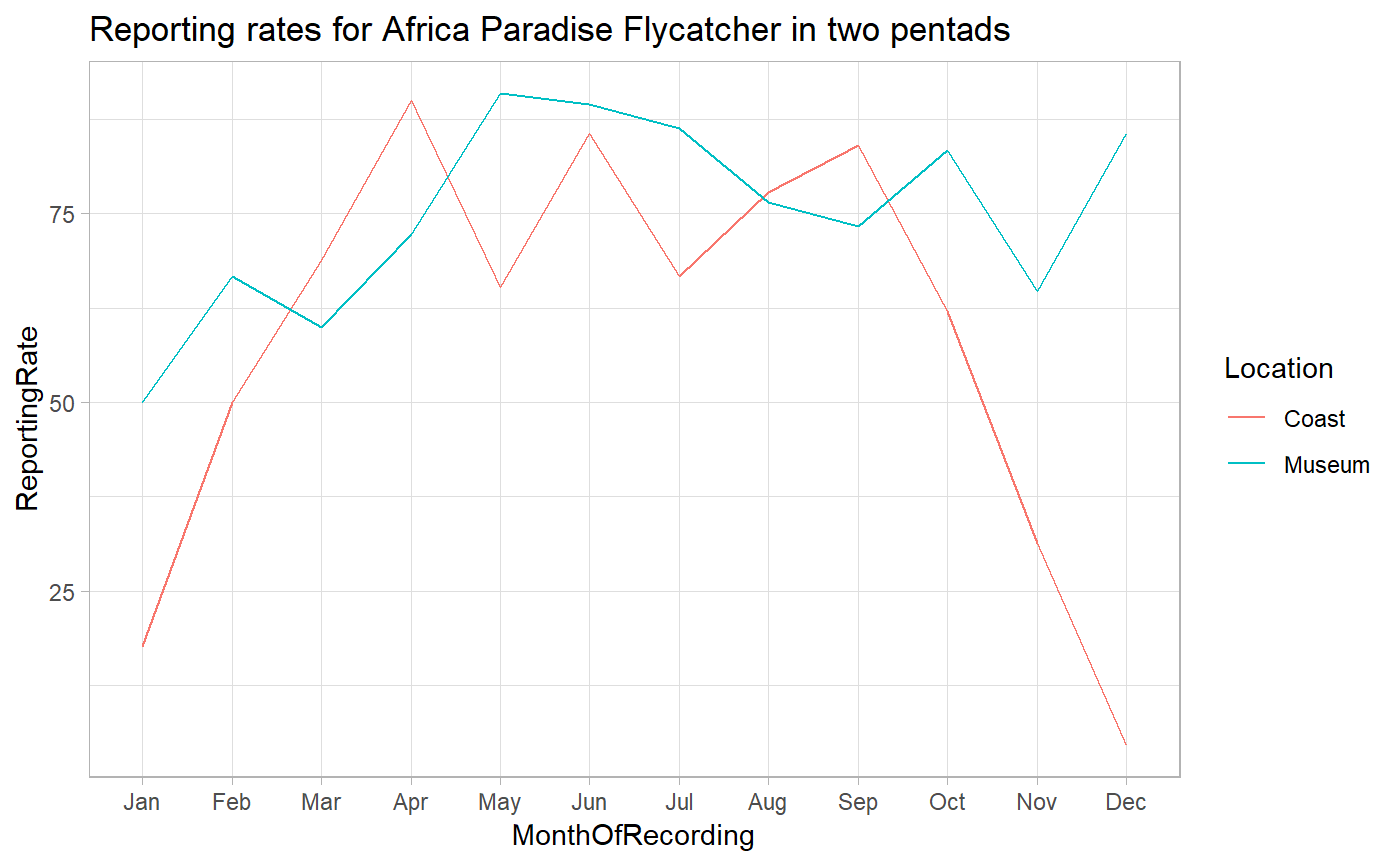 Reporting rates for Africa Paradise Flycatcher in two pentads
ReportingRate
75
50
25
Jan Feb Mar Apr May Jun Jul Aug Sep Oct Nov Dec
MonthOfRecording
Location
Coast
Museum